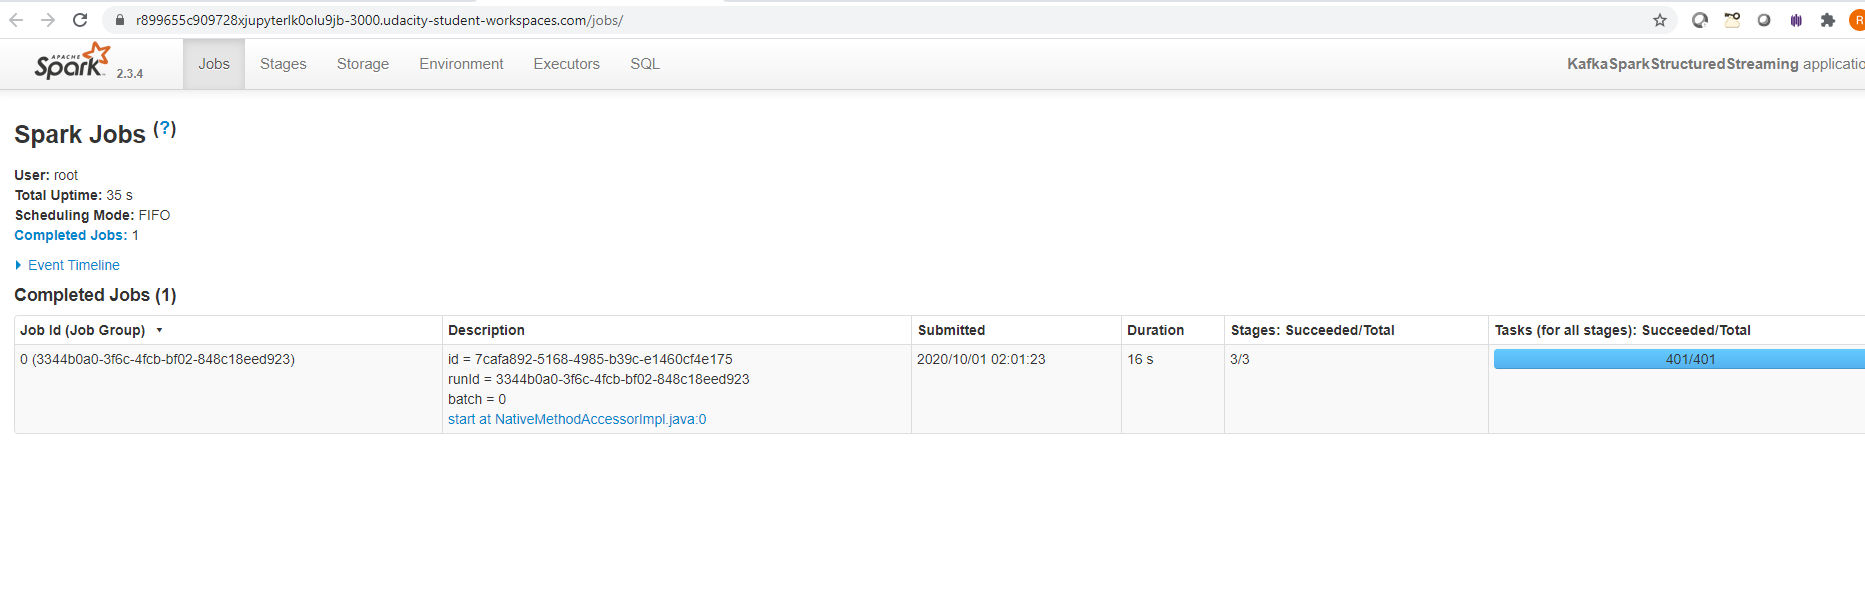 r899655c909728xjupyterlk0olu9jb-3000.udacity-student-workspaces.com/jobs/
R
APACHE
Spark 2.3.4
Jobs Stages Storage Environment Executors SQL
KafkaSparkStructuredStreaming applicatio
Spark Jobs (?)
User: root
Total Uptime: 35 s
Scheduling Mode: FIFO
Completed Jobs: 1
Event Timeline
Completed Jobs (1)
Job Id (Job Group) Description Submitted Duration Stages: Succeeded/Total Tasks (for all stages): Succeeded/Total
0 (3344b0a0-3f6c-4fcb-bf02-848c18eed923) id = 7cafa892-5168-4985-b39c-e1460cf4e175 2020/10/01 02:01:23 16 s 3/3 401/401
runId = 3344b0a0-3f6c-4fcb-bf02-848c18eed923
batch = 0
start at NativeMethodAccessorImpl.java:0